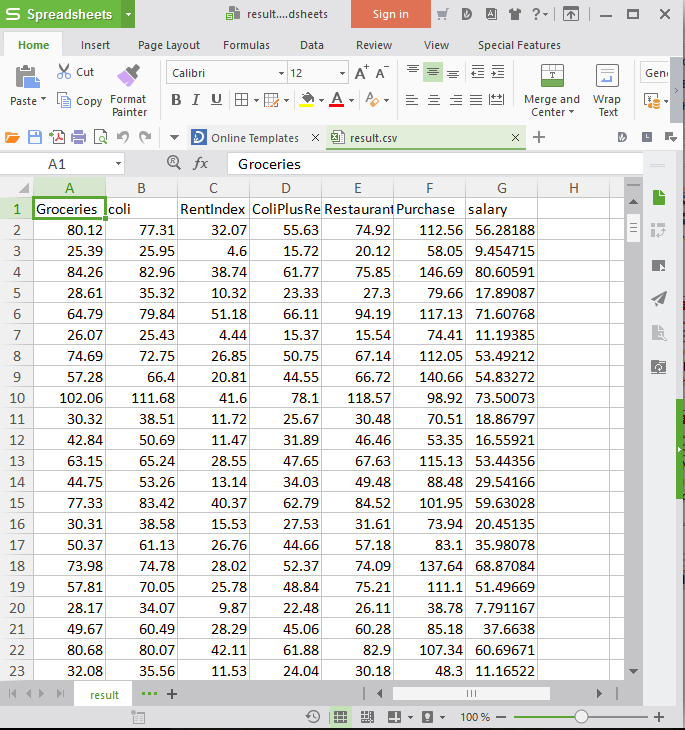 S Spreadsheets result....dsheets Sign in
Home Insert Page Layout Formulas Data Review View Special Features
Paste Cut Copy Format Painter Calibri 12 A+ A- B I U A Merge and Center Wrap Text Gen
Online Templates result.csv
A1 fx Groceries
A B C D E F G H
1 Groceries coli RentIndex ColiPlusRe Restaurant Purchase salary
2 80.12 77.31 32.07 55.63 74.92 112.56 56.28188
3 25.39 25.95 4.6 15.72 20.12 58.05 9.454715
4 84.26 82.96 38.74 61.77 75.85 146.69 80.60591
5 28.61 35.32 10.32 23.33 27.3 79.66 17.89087
6 64.79 79.84 51.18 66.11 94.19 117.13 71.60768
7 26.07 25.43 4.44 15.37 15.54 74.41 11.19385
8 74.69 72.75 26.85 50.75 67.14 112.05 53.49212
9 57.28 66.4 20.81 44.55 66.72 140.66 54.83272
10 102.06 111.68 41.6 78.1 118.57 98.92 73.50073
11 30.32 38.51 11.72 25.67 30.48 70.51 18.86797
12 42.84 50.69 11.47 31.89 46.46 53.35 16.55921
13 63.15 65.24 28.55 47.65 67.63 115.13 53.44356
14 44.75 53.26 13.14 34.03 49.48 88.48 29.54166
15 77.33 83.42 40.37 62.79 84.52 101.95 59.63028
16 30.31 38.58 15.53 27.53 31.61 73.94 20.45135
17 50.37 61.13 26.76 44.66 57.18 83.1 35.98078
18 73.98 74.78 28.02 52.37 74.09 137.64 68.87084
19 57.81 70.05 25.78 48.84 75.21 111.1 51.49669
20 28.17 34.07 9.87 22.48 26.11 38.78 7.791167
21 49.67 60.49 28.29 45.06 60.28 85.18 37.6638
22 80.68 80.07 42.11 61.88 82.9 107.34 60.69671
23 32.08 35.56 11.53 24.04 30.18 48.3 11.16522
result
100 %